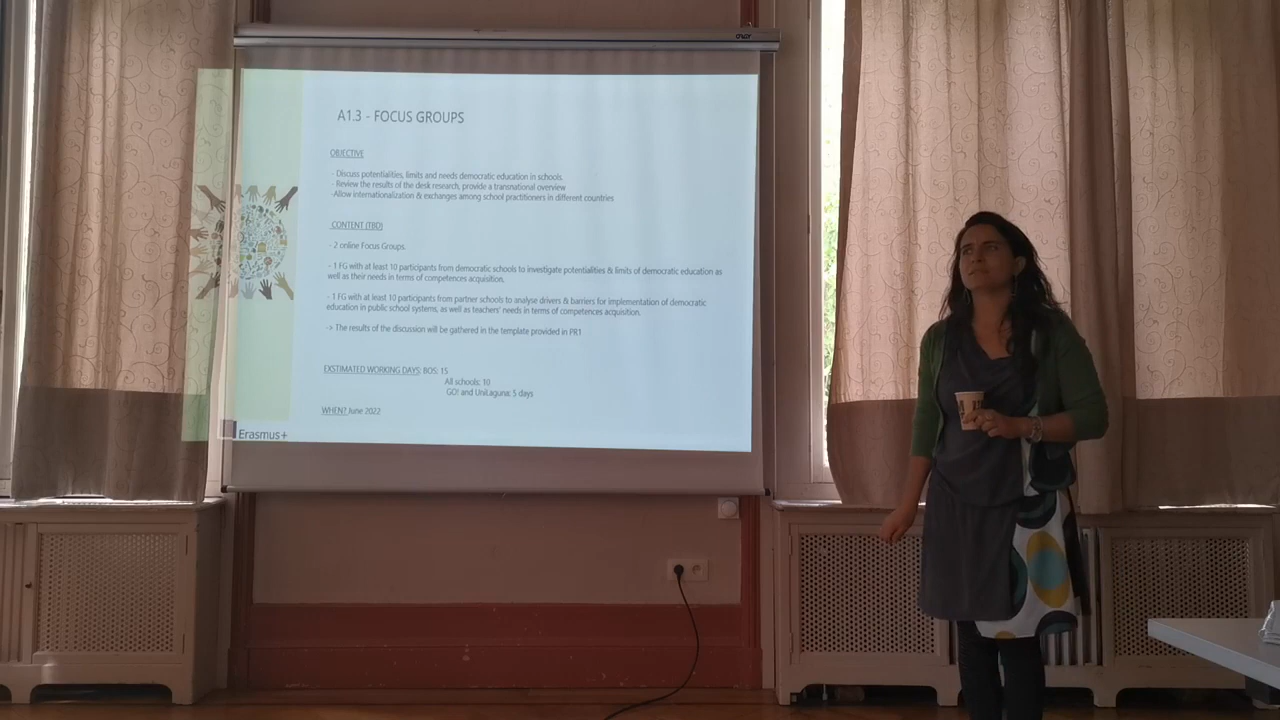 A1.3 - FOCUS GROUPS
OBJECTIVE
- Discuss potentialities, limits and needs democratic education in schools.
- Review the results of the desk research, provide a transnational overview
-Allow internationalization & exchanges among school practitioners in different countries
CONTENT (TBD)
- 2 online Focus Groups.
- 1 FG with at least 10 participants from democratic schools to investigate potentialities & limits of democratic education as
well as their needs in terms of competences acquisition.
- 1 FG with at least 10 participants from partner schools to analyse drivers & barriers for implementation of democratic
education in public school systems, as well as teachers' needs in terms of competences acquisition.
-> The results of the discussion will be gathered in the template provided in PR1
EXSTIMATED WORKING DAYS: BOS: 15
All schools: 10
GO! and UniLaguna: 5 days
WHEN? June 2022
Erasmus+